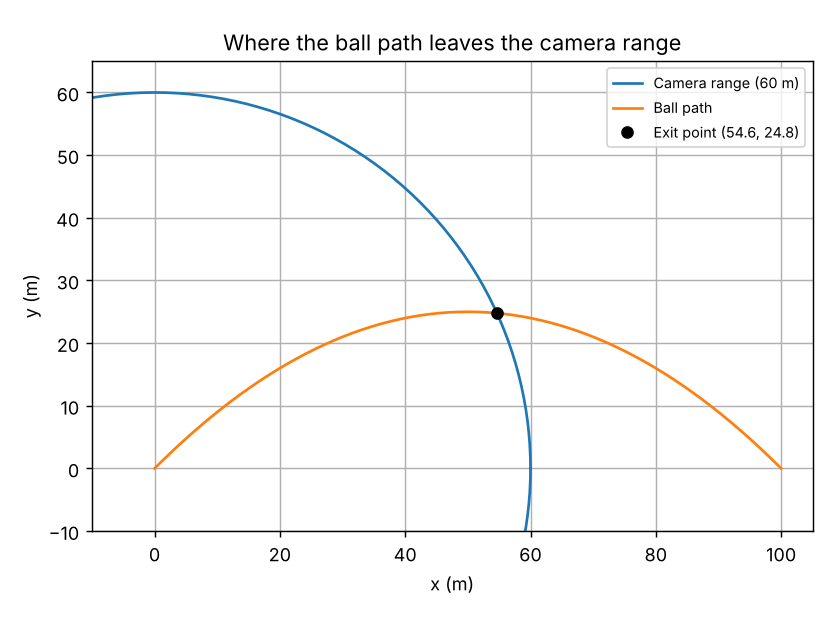 Where the ball path leaves the camera range
Camera range (60 m)
Ball path
Exit point (54.6, 24.8)
60
50
40
30
20
10
0
−10
y (m)
0 20 40 60 80 100
x (m)